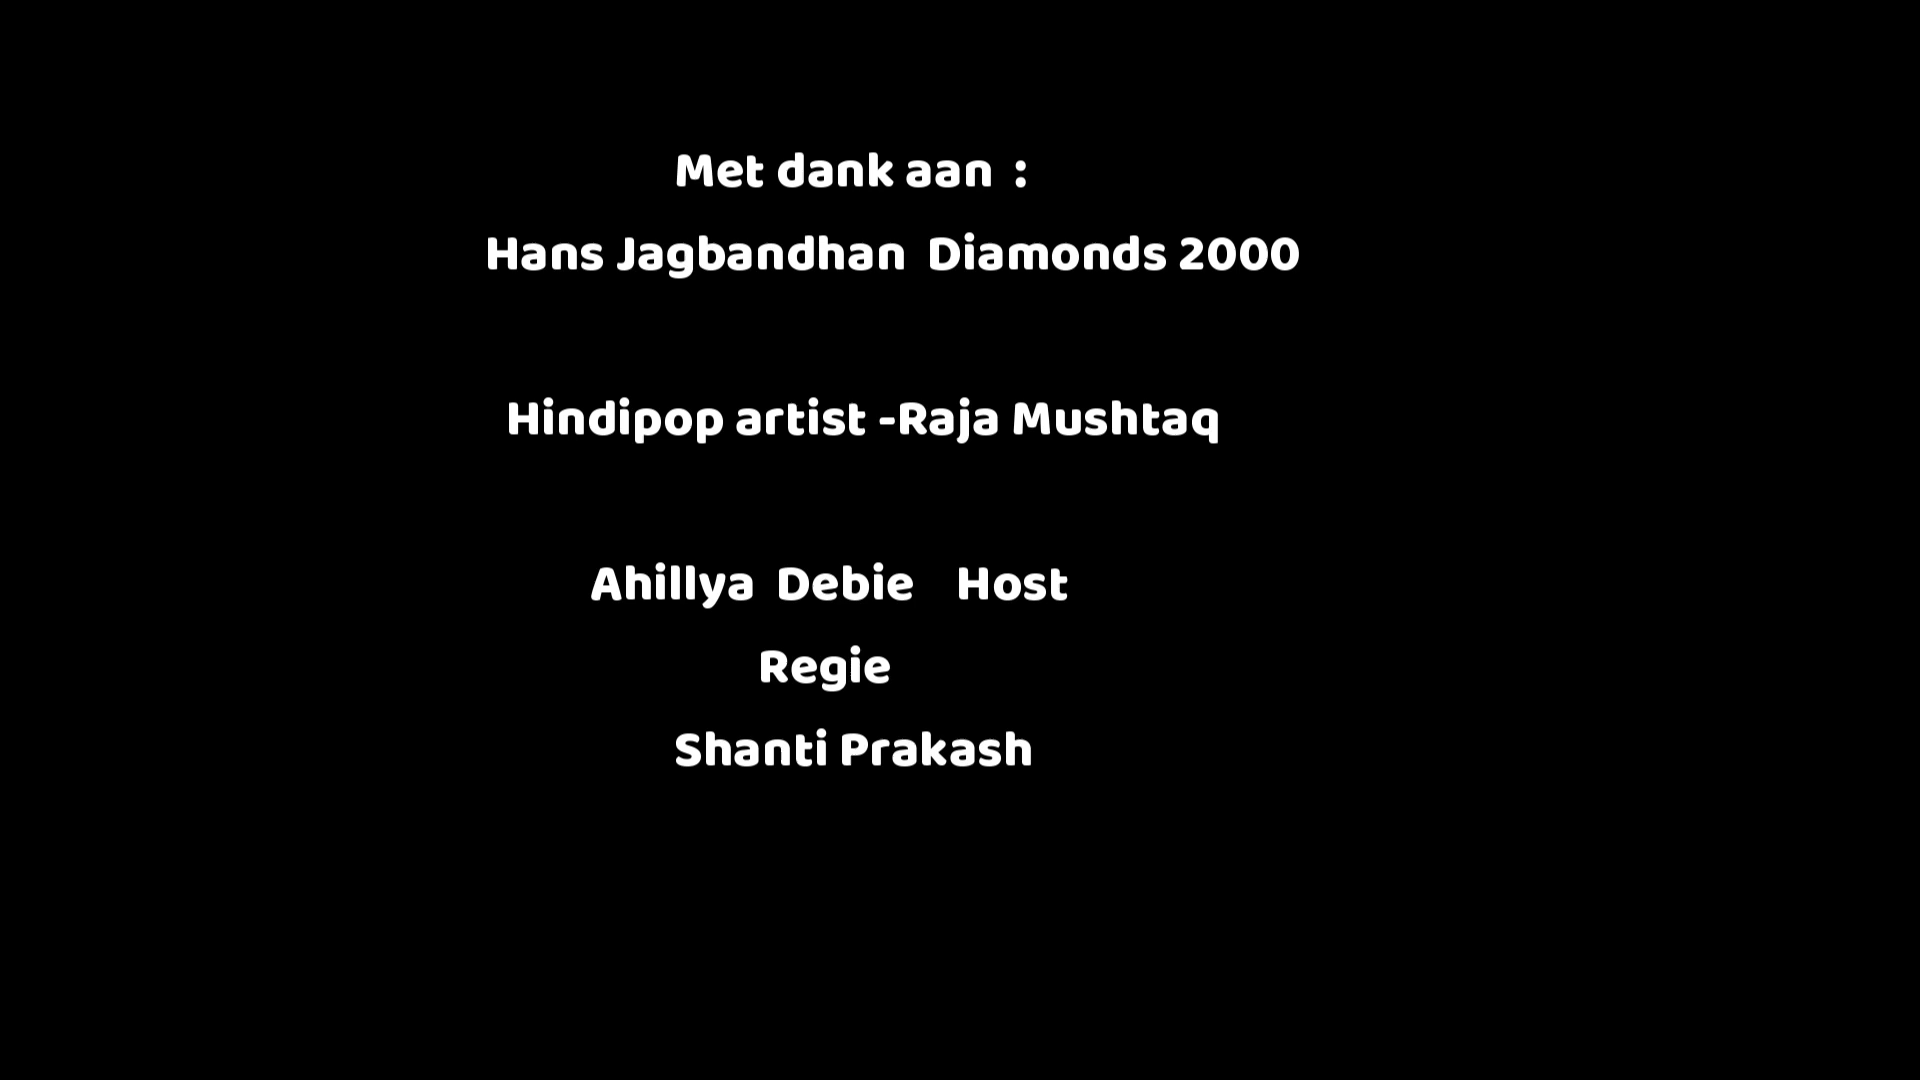 Met dank aan :
Hans Jagbandhan Diamonds 2000
Hindipop artist -Raja Mushtaq
Ahillya Debie Host
Regie
Shanti Prakash